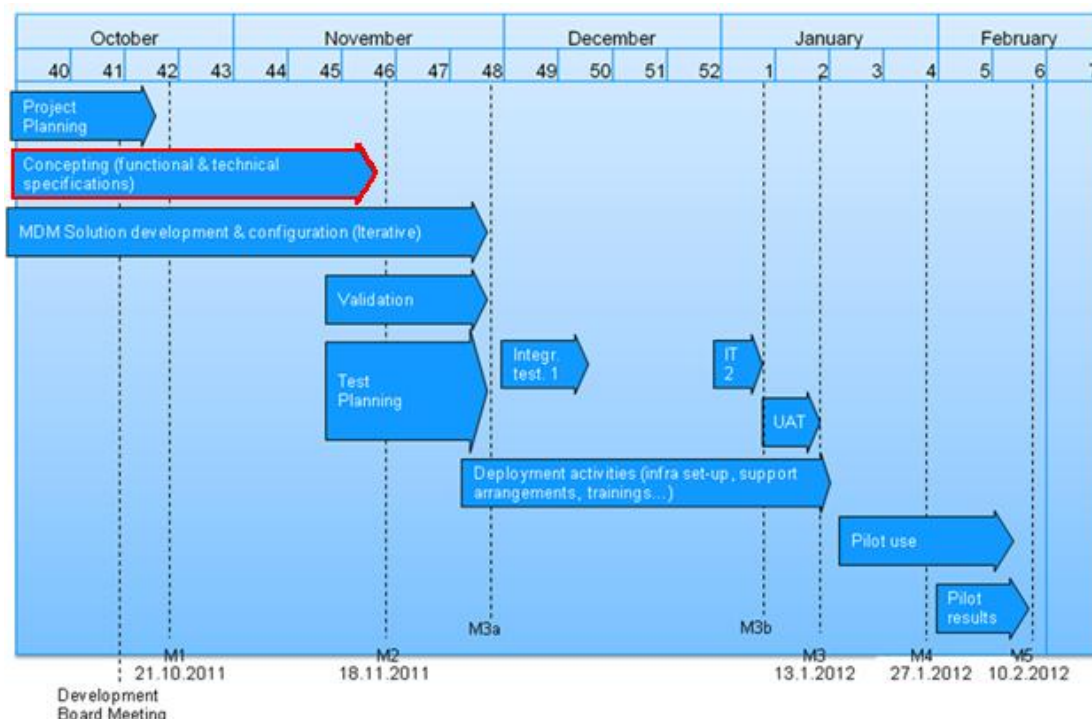 October November December January February
40 41 42 43 44 45 46 47 48 49 50 51 52 1 2 3 4 5 6 7
Project
Planning
Concepting (functional & technical
specifications)
MDM Solution development & configuration (Iterative)
Validation
Test
Planning
Integr.
test. 1
IT
2
UAT
Deployment activities (infra set-up, support
arrangements, trainings...)
Pilot use
Pilot
results
M3a
M3b
M1
21.10.2011
M2
18.11.2011
M3
13.1.2012
M4
27.1.2012
M5
10.2.2012
Development
Board Meeting